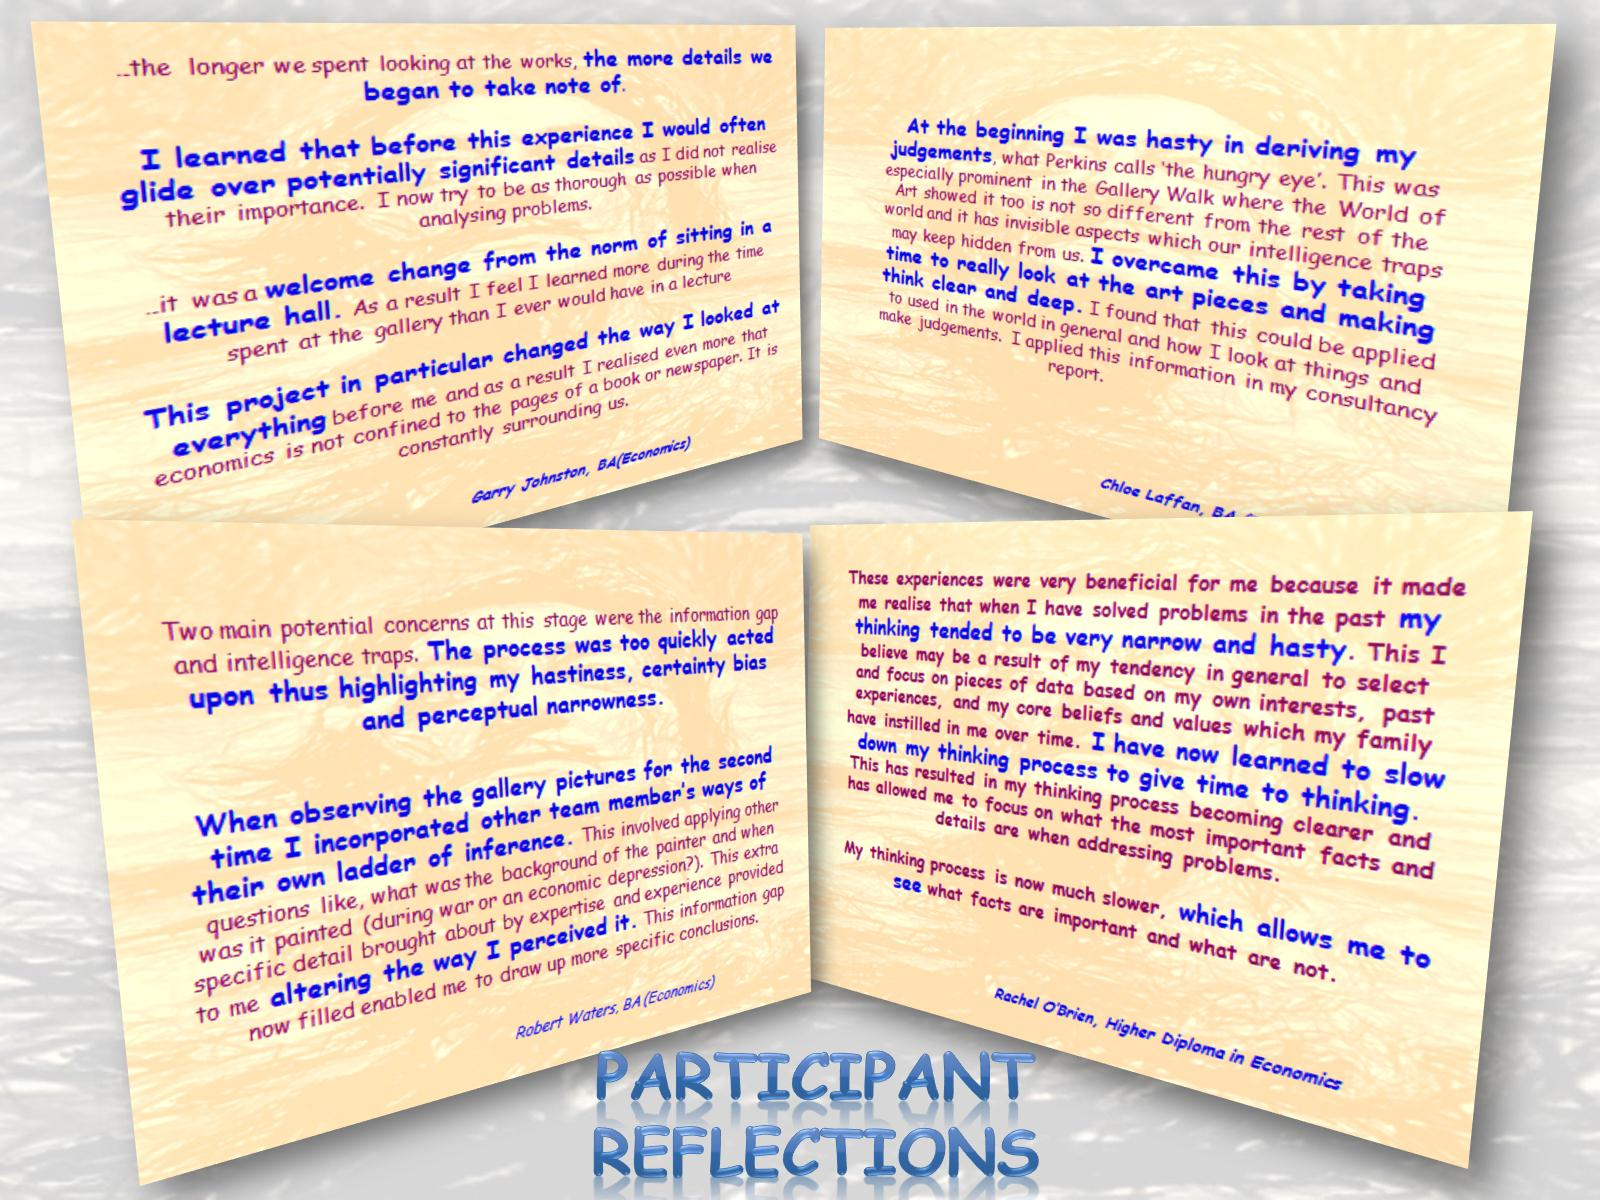 ...the longer we spent looking at the works, the more details we
began to take note of.
I learned that before this experience I would often
glide over potentially significant details as I did not realise
their importance. I now try to be as thorough as possible when
analysing problems.
...it was a welcome change from the norm of sitting in a
lecture hall. As a result I feel I learned more during the time
spent at the gallery than I ever would have in a lecture
This project in particular changed the way I looked at
everything before me and as a result I realised even more that
economics is not confined to the pages of a book or newspaper. It is
constantly surrounding us.
Garry Johnston, BA(Economics)
At the beginning I was hasty in deriving my
judgements, what Perkins calls 'the hungry eye'. This was
especially prominent in the Gallery Walk where the World of
Art showed it too is not so different from the rest of the
world and it has invisible aspects which our intelligence traps
may keep hidden from us. I overcame this by taking
time to really look at the art pieces and making
think clear and deep. I found that this could be applied
to used in the world in general and how I look at things and
make judgements. I applied this information in my consultancy
report.
Chloe Laffan, BA
Two main potential concerns at this stage were the information gap
and intelligence traps. The process was too quickly acted
upon thus highlighting my hastiness, certainty bias
and perceptual narrowness.
When observing the gallery pictures for the second
time I incorporated other team member's ways of
their own ladder of inference. This involved applying other
questions like, what was the background of the painter and when
was it painted (during war or an economic depression?). This extra
specific detail brought about by expertise and experience provided
to me altering the way I perceived it. This information gap
now filled enabled me to draw up more specific conclusions.
Robert Waters, BA (Economics)
These experiences were very beneficial for me because it made
me realise that when I have solved problems in the past my
thinking tended to be very narrow and hasty. This I
believe may be a result of my tendency in general to select
and focus on pieces of data based on my own interests, past
experiences, and my core beliefs and values which my family
have instilled in me over time. I have now learned to slow
down my thinking process to give time to thinking.
This has resulted in my thinking process becoming clearer and
has allowed me to focus on what the most important facts and
details are when addressing problems.
My thinking process is now much slower, which allows me to
see what facts are important and what are not.
Rachel O'Brien, Higher Diploma in Economics
PARTICIPANT
REFLECTIONS